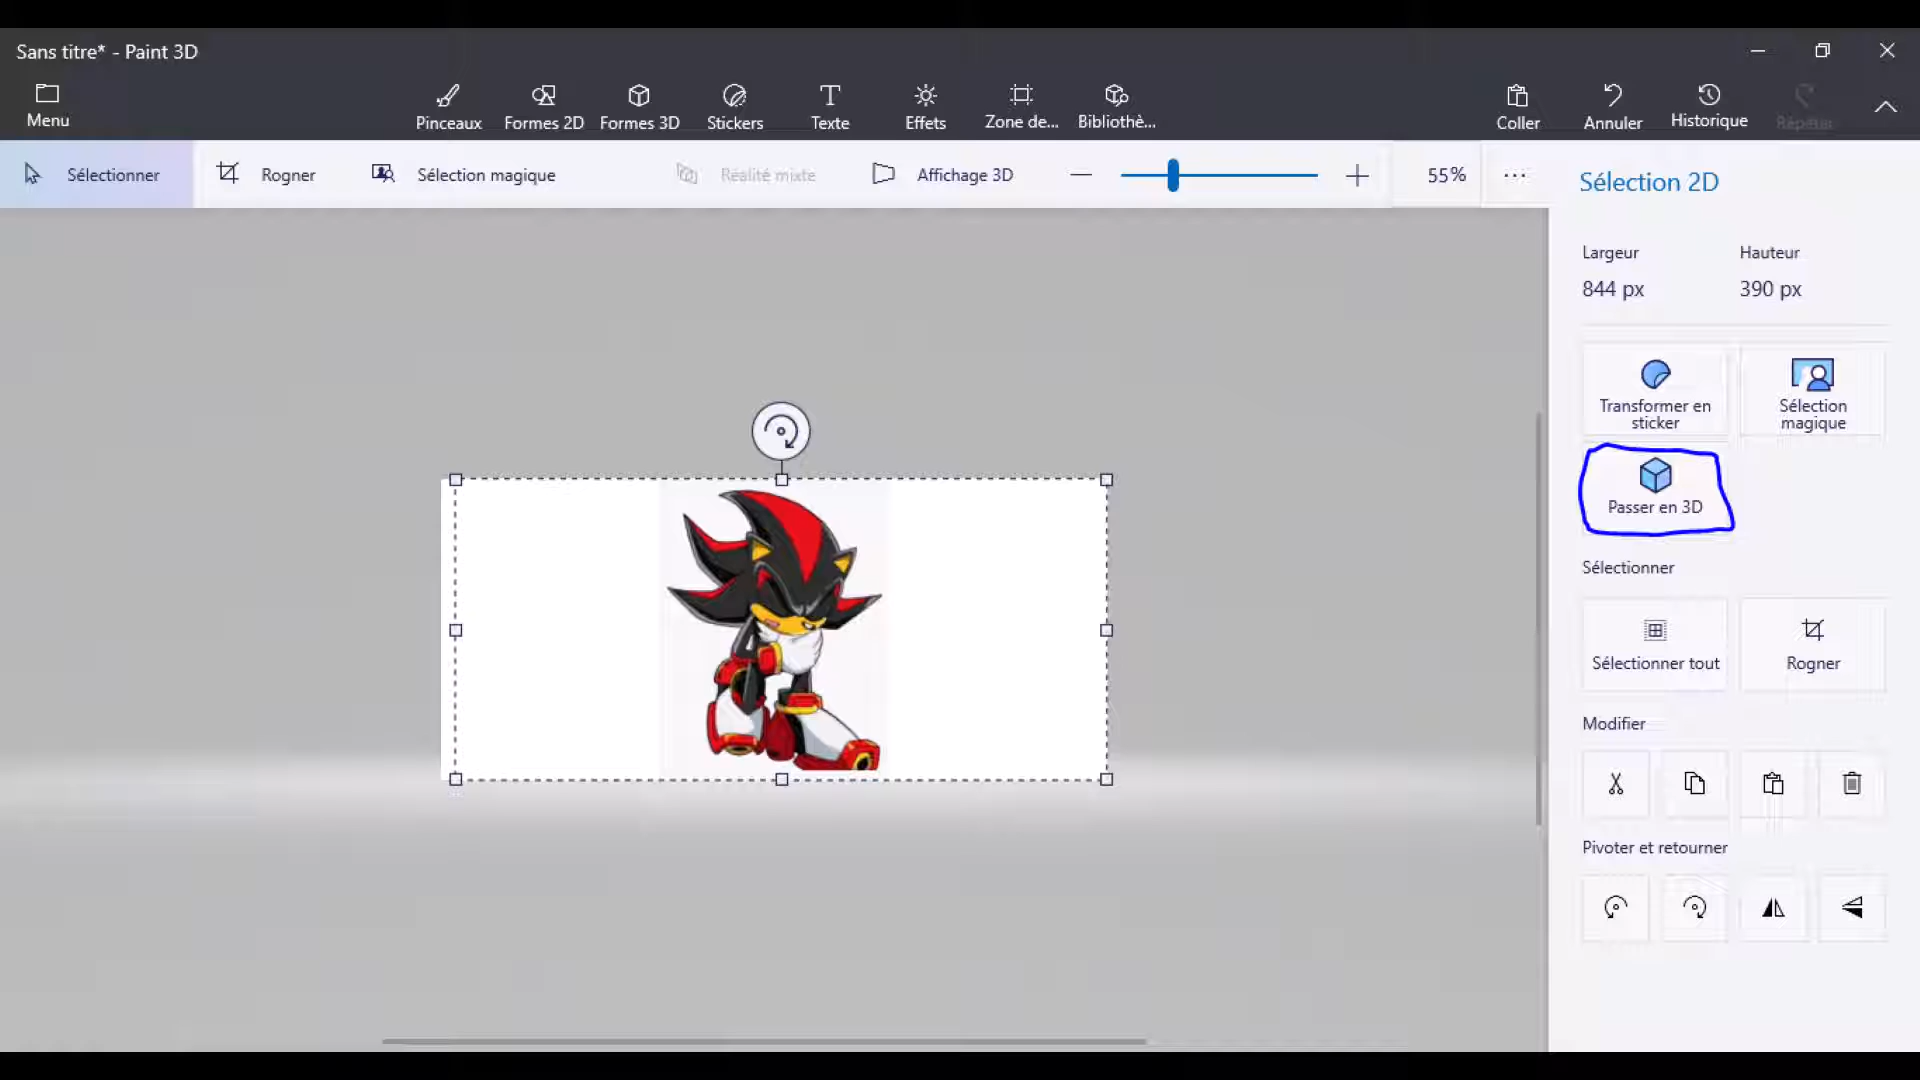 Sans titre* - Paint 3D
Menu
Pinceaux
Formes 2D
Formes 3D
Stickers
Texte
Effets
Zone de...
Bibliothè...
Coller
Annuler
Historique
Répéter
Sélectionner
Rogner
Sélection magique
Réalité mixte
Affichage 3D
55%
Sélection 2D
Largeur
Hauteur
844 px
390 px
Transformer en
sticker
Sélection
magique
Passer en 3D
Sélectionner
Sélectionner tout
Rogner
Modifier
Pivoter et retourner